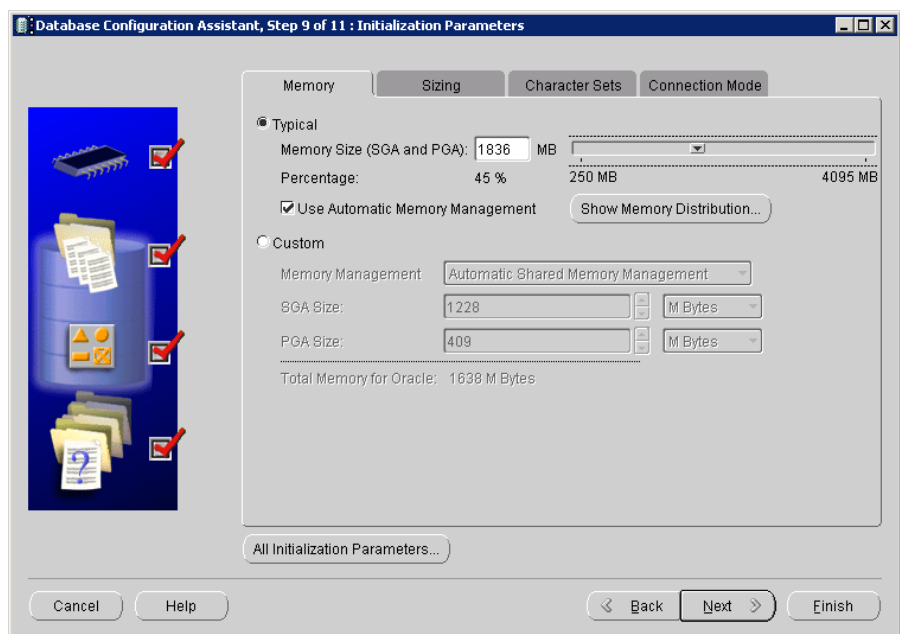 Database Configuration Assistant, Step 9 of 11 : Initialization Parameters
Memory Sizing Character Sets Connection Mode
Typical
Memory Size (SGA and PGA): 1836 MB
Percentage: 45 % 250 MB 4095 MB
Use Automatic Memory Management Show Memory Distribution...
Custom
Memory Management Automatic Shared Memory Management
SGA Size: 1228 M Bytes
PGA Size: 409 M Bytes
Total Memory for Oracle: 1638 M Bytes
?
All Initialization Parameters...
Cancel Help Back Next Finish